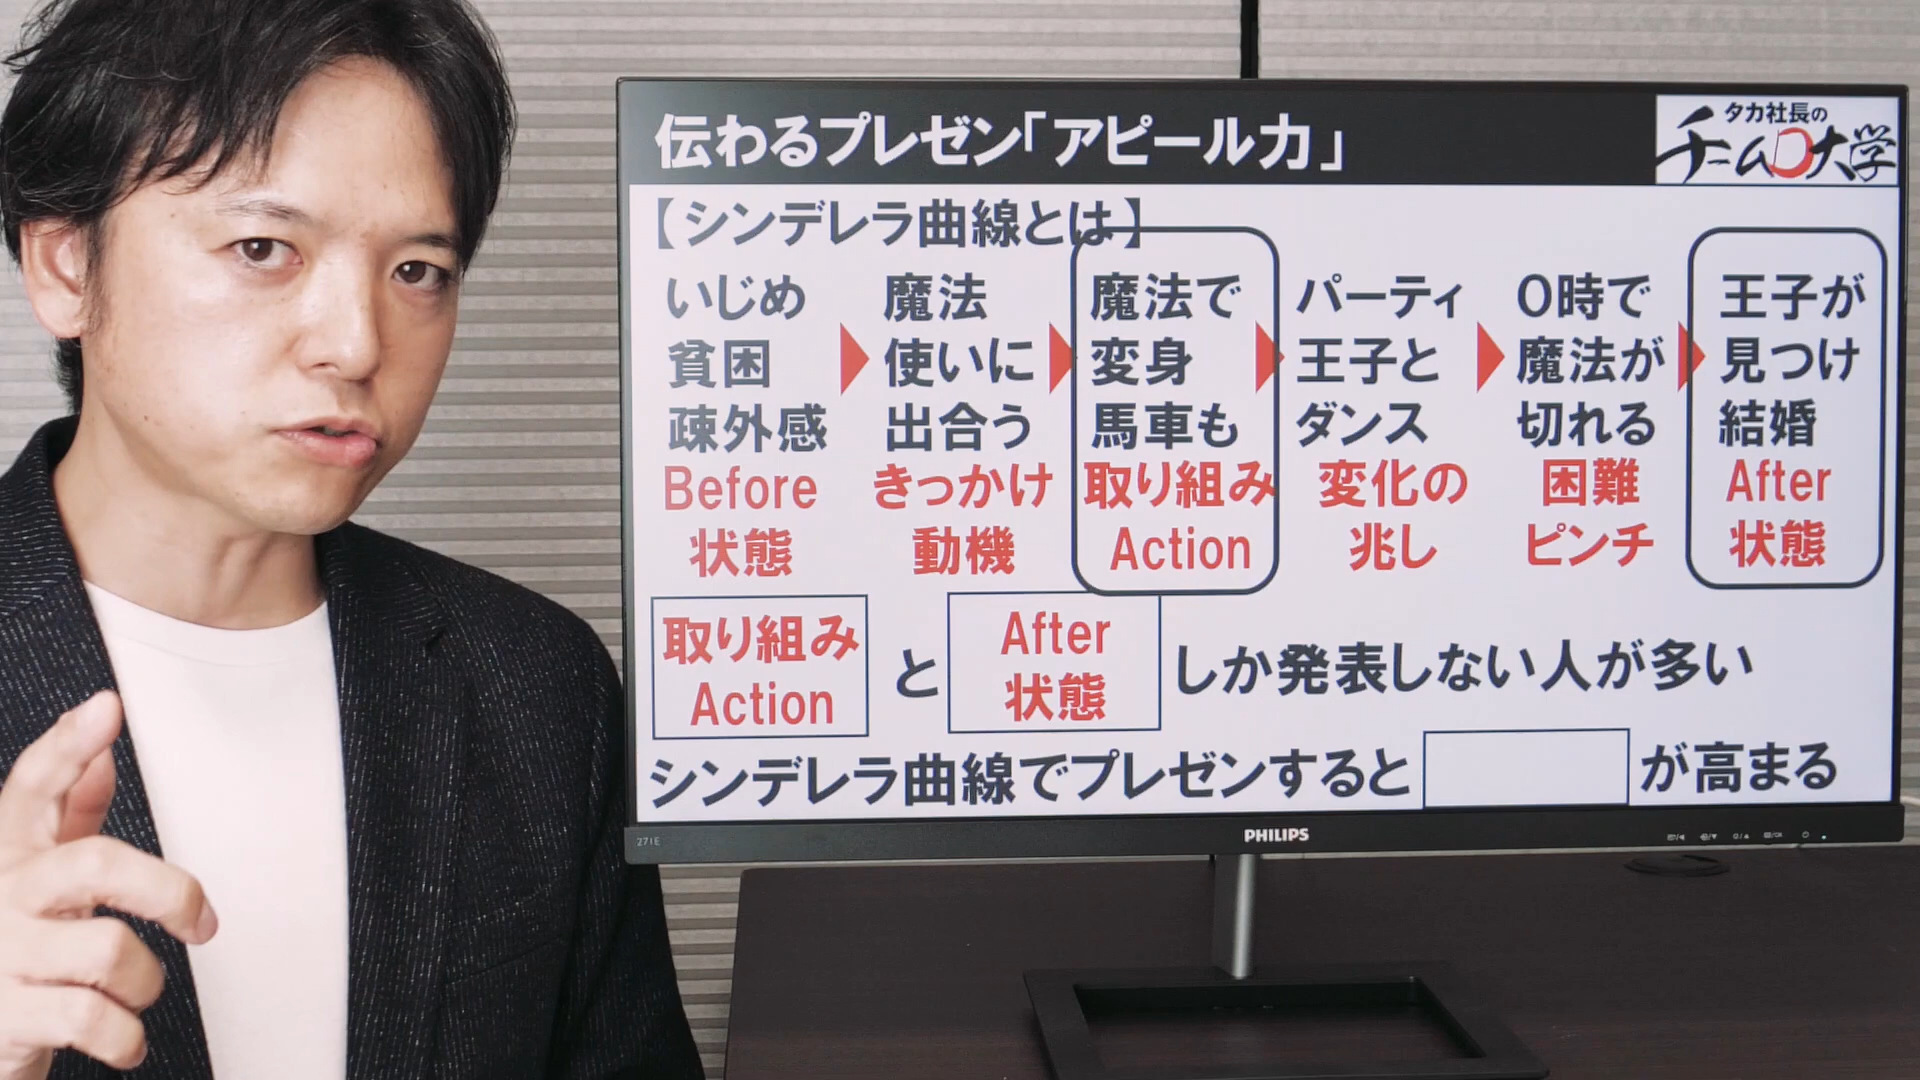 伝わるプレゼン「アピール力」
タカ社長の
チームD大学
【シンデレラ曲線とは】
いじめ
貧困
疎外感
Before
状態
魔法
使いに
出合う
きっかけ
動機
魔法で
変身
馬車も
取り組み
Action
パーティ
王子と
ダンス
変化の
兆し
0時で
魔法が
切れる
困難
ピンチ
王子が
見つけ
結婚
After
状態
取り組み
Action
と
After
状態
しか発表しない人が多い
シンデレラ曲線でプレゼンすると
が高まる
271E
PHILIPS